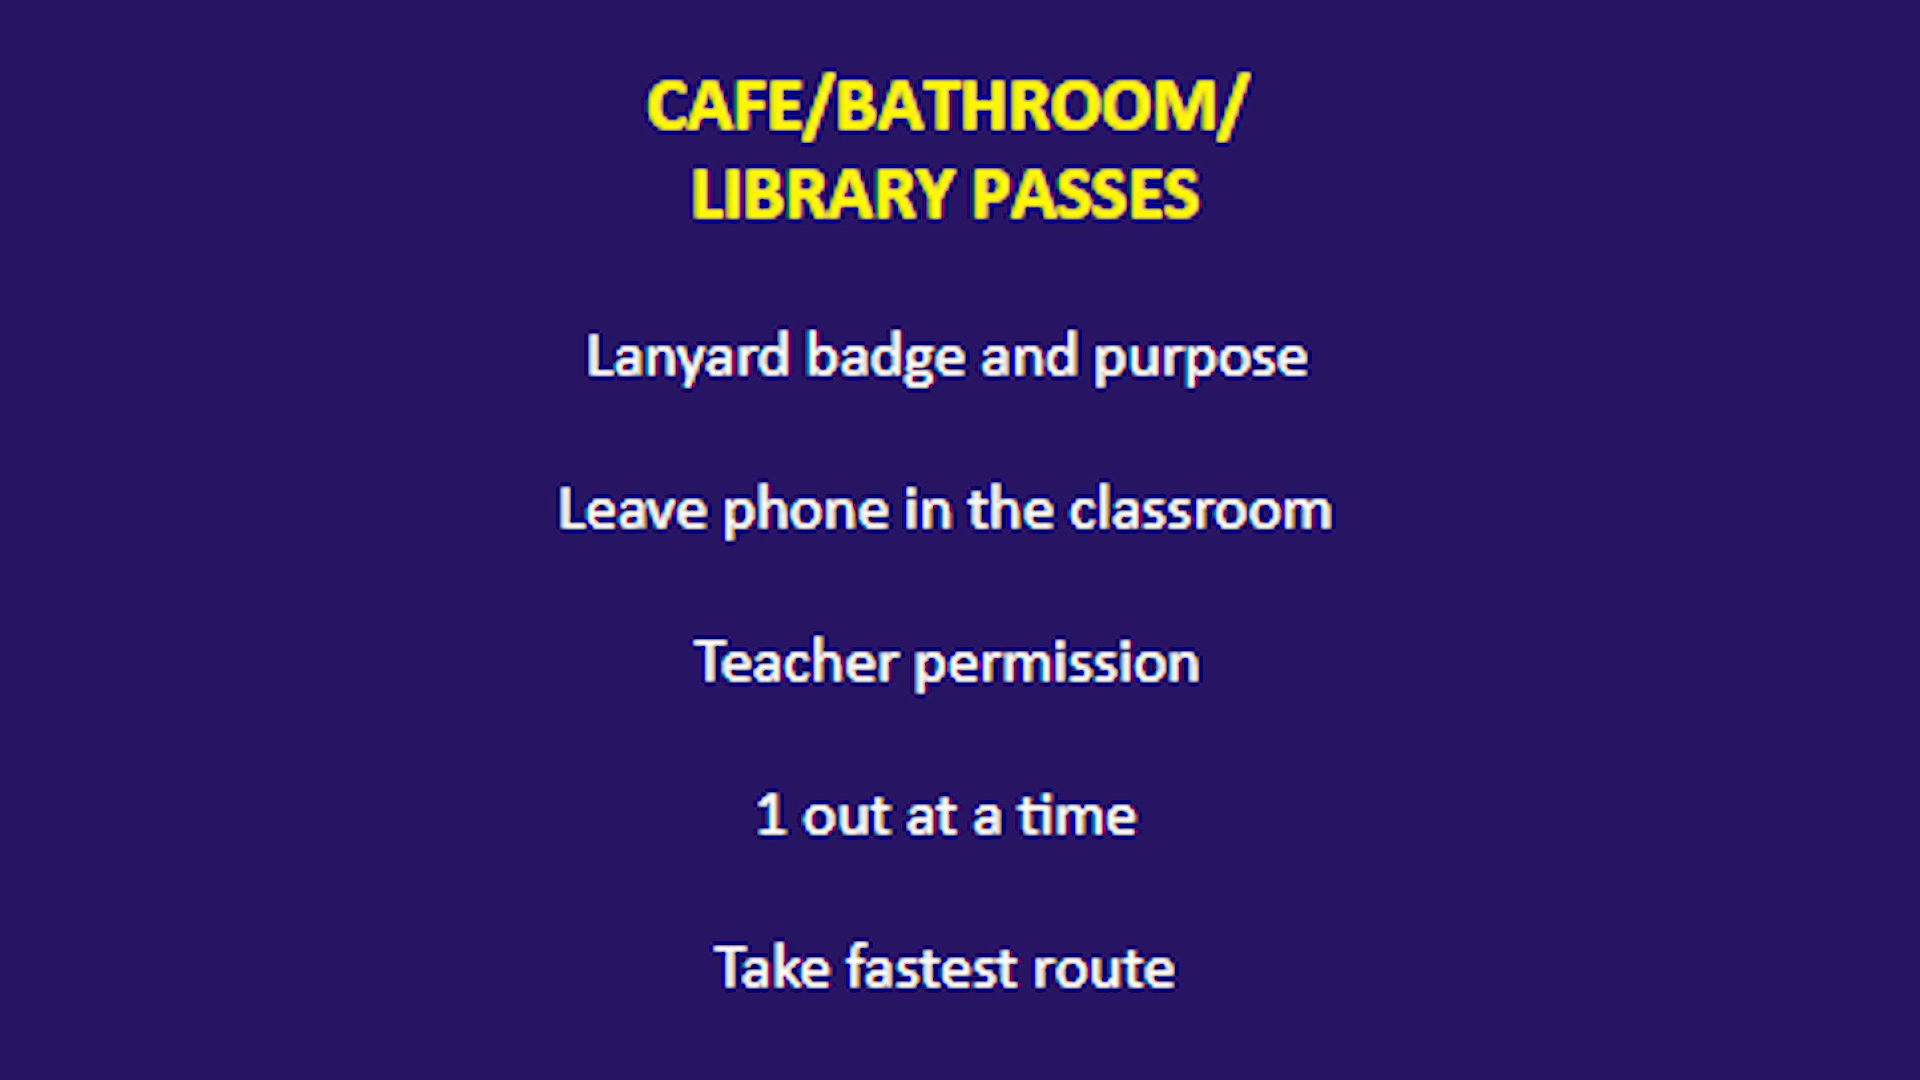 CAFE/BATHROOM/
LIBRARY PASSES
Lanyard badge and purpose
Leave phone in the classroom
Teacher permission
1 out at a time
Take fastest route